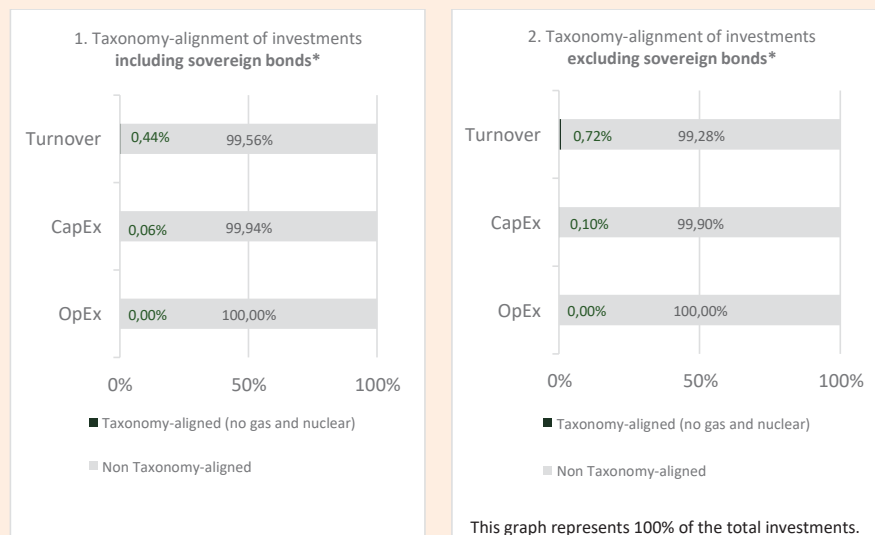 1. Taxonomy-alignment of investments
including sovereign bonds*
Turnover
0,44%
99,56%
CapEx
0,06%
99,94%
OpEx
0,00%
100,00%
0%
50%
100%
Taxonomy-aligned (no gas and nuclear)
Non Taxonomy-aligned
2. Taxonomy-alignment of investments
excluding sovereign bonds*
Turnover
0,72%
99,28%
CapEx
0,10%
99,90%
OpEx
0,00%
100,00%
0%
50%
100%
Taxonomy-aligned (no gas and nuclear)
Non Taxonomy-aligned
This graph represents 100% of the total investments.